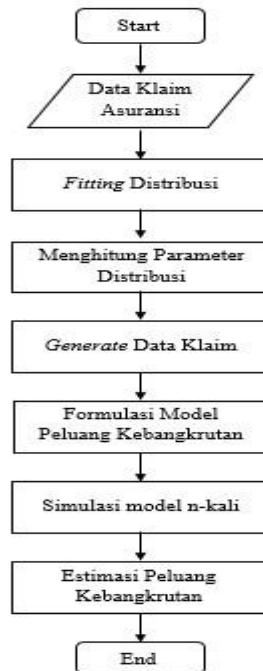 Start
Data Klaim
Asuransi
Fitting Distribusi
Menghitung Parameter
Distribusi
Generate Data Klaim
Formulasi Model
Peluang Kebangkrutan
Simulasi model n-kali
Estimasi Peluang
Kebangkrutan
End